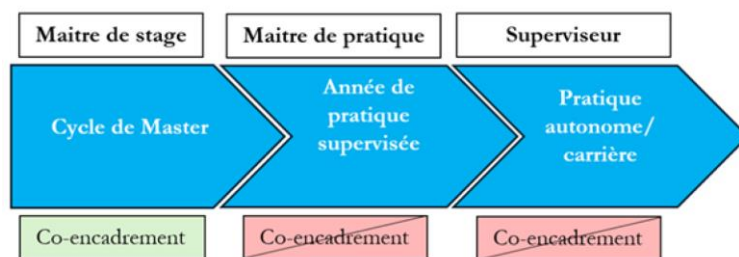 Maitre de stage
Maitre de pratique
Superviseur
Cycle de Master
Année de
pratique
supervisée
Pratique
autonome/
carrière
Co-encadrement
Co-encadrement
Co-encadrement